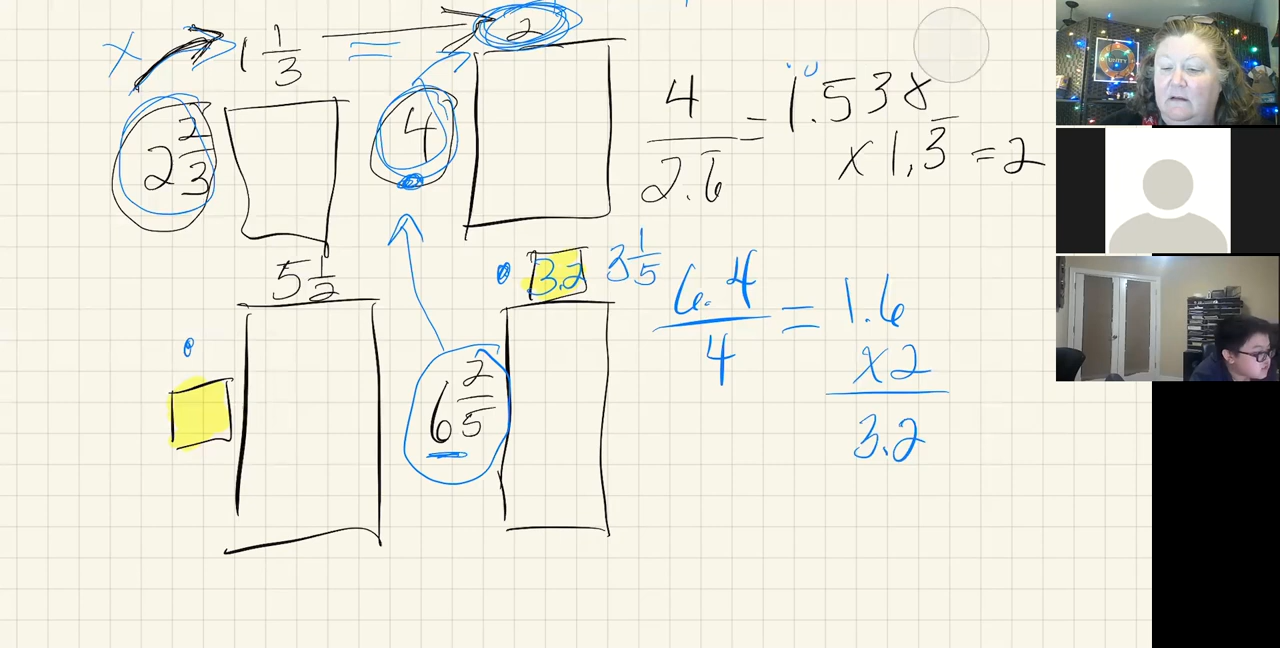 x 1 1/3 = 2
2 2/3
4
4/2.6 = 1.538
x 1.3 = 2
5 1/2
3.2 3 1/5
6 2/5
6.4/4 = 1.6
x 2
3.2